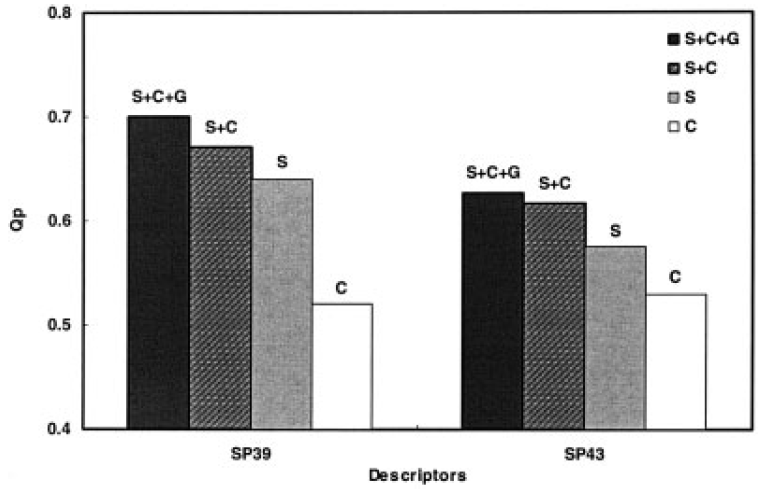 0.8
0.7
0.6
0.5
0.4
Qp
S+C+G
S+C
S
C
S+C+G
S+C
S
C
S+C+G
S+C
S
C
SP39
SP43
Descriptors